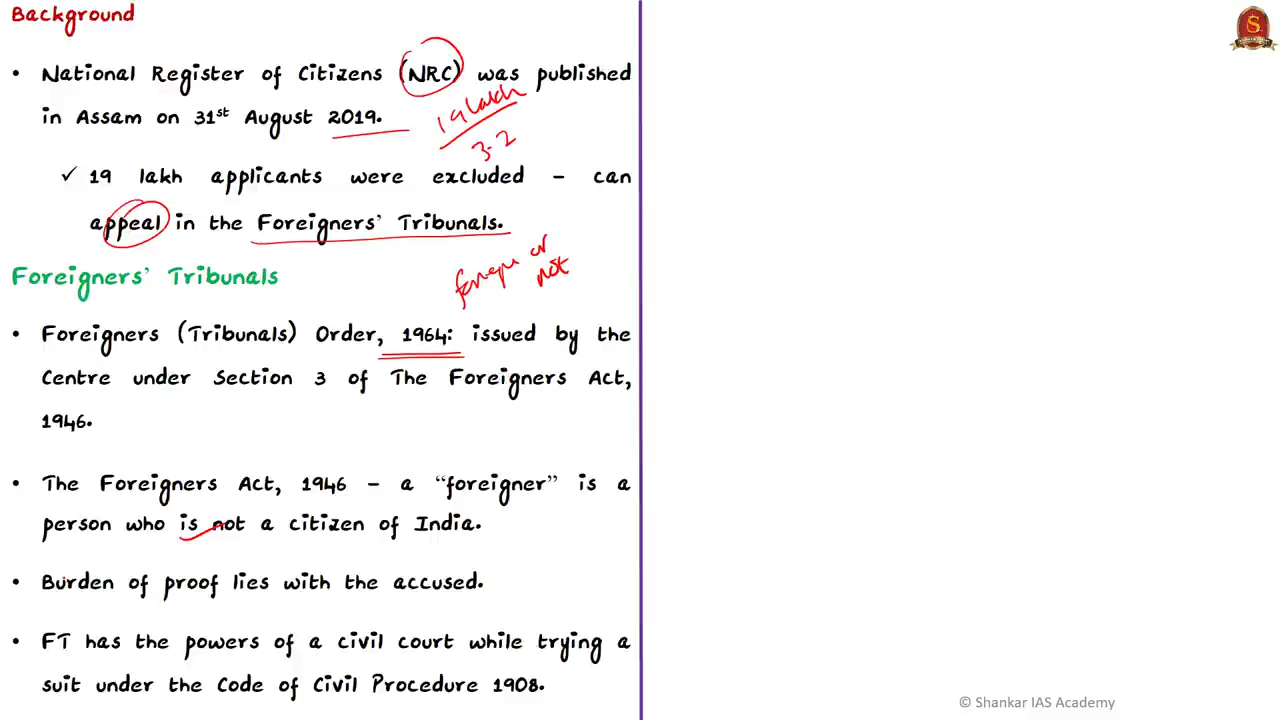 Background
• National Register of Citizens (NRC) was published
in Assam on 31st August 2019.
19 lakh
3.2
✓ 19 lakh applicants were excluded – can
appeal in the Foreigners' Tribunals.
or
not
Foreigners' Tribunals
• Foreigners (Tribunals) Order, 1964: issued by the
Centre under Section 3 of The Foreigners Act,
1946.
• The Foreigners Act, 1946 – a “foreigner” is a
person who is not a citizen of India.
• Burden of proof lies with the accused.
• FT has the powers of a civil court while trying a
suit under the Code of Civil Procedure 1908.
S
© Shankar IAS Academy